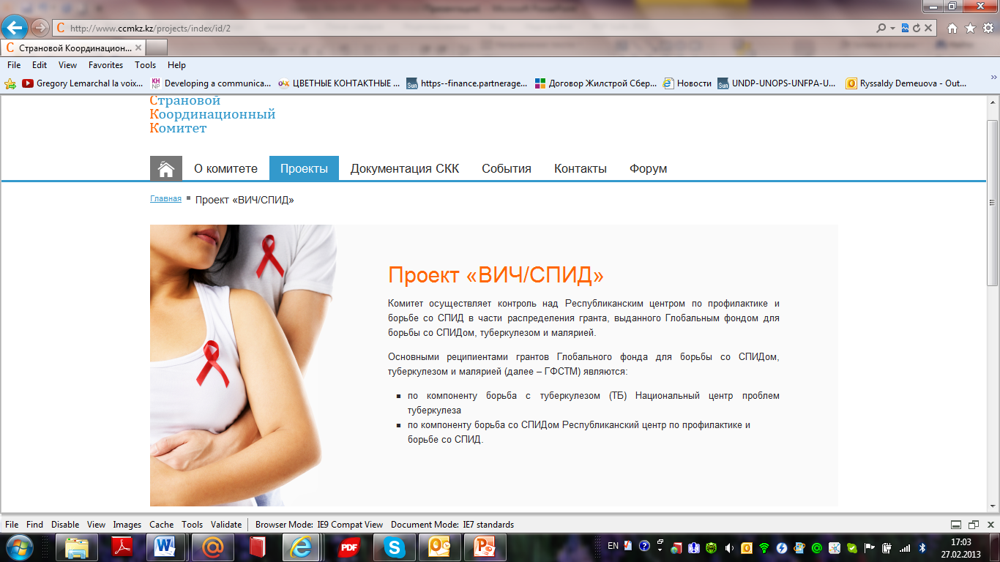 http://www.ccmkz.kz/projects/index/id/2
Страновой Координацион...
File Edit View Favorites Tools Help
Gregory Lemarchal la voix... Developing a communica... ЦВЕТНЫЕ КОНТАКТНЫЕ ... https--finance.partnerage... Договор Жилстрой Сбер... Новости UNDP-UNOPS-UNFPA-U... Ryssaldy Demeuova - Out...
Страновой
Координационный
Комитет
О комитете Проекты Документация СКК События Контакты Форум
Главная Проект «ВИЧ/СПИД»
Проект «ВИЧ/СПИД»
Комитет осуществляет контроль над Республиканским центром по профилактике и
борьбе со СПИД в части распределения гранта, выданного Глобальным фондом для
борьбы со СПИДом, туберкулезом и малярией.
Основными реципиентами грантов Глобального фонда для борьбы со СПИДом,
туберкулезом и малярией (далее – ГФСТМ) являются:
по компоненту борьба с туберкулезом (ТБ) Национальный центр проблем
туберкулеза
по компоненту борьба со СПИДом Республиканский центр по профилактике и
борьбе со СПИД.
File Find Disable View Images Cache Tools Validate Browser Mode: IE9 Compat View Document Mode: IE7 standards
PDF EN 17:03
27.02.2013